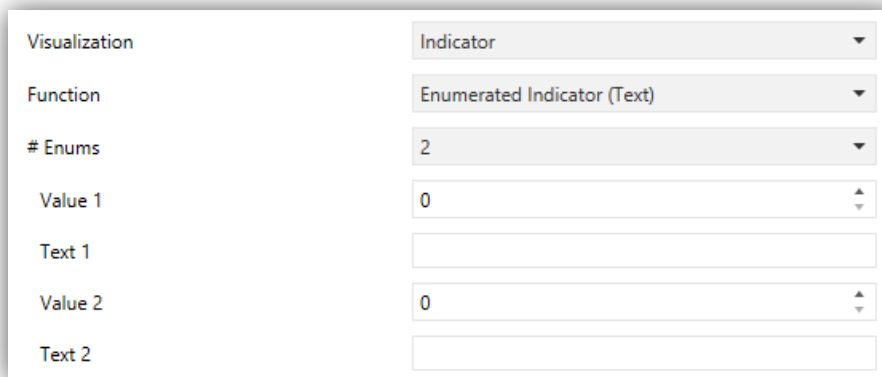 Visualization Indicator
Function Enumerated Indicator (Text)
# Enums 2
Value 1 0
Text 1
Value 2 0
Text 2